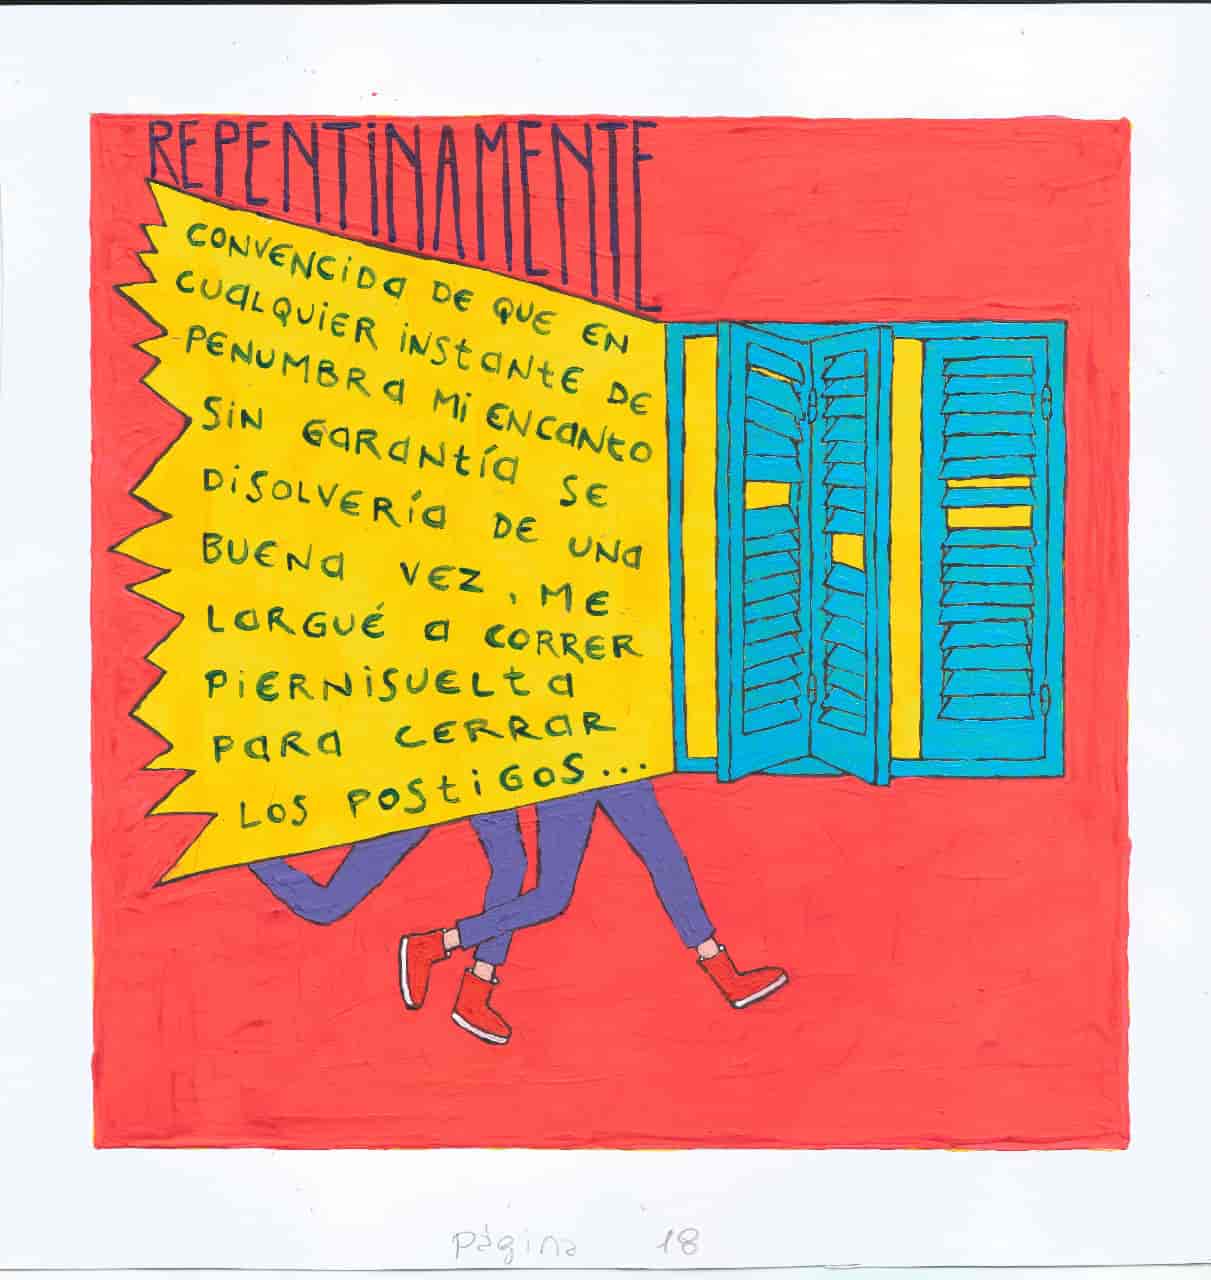 REPENTINAMENTE
CONVENCIDA DE QUE EN
CUALQUIER INSTANTE DE
PENUMBRA MI ENCANTO
SIN GARANTÍA SE
DISOLVERÍA DE UNA
BUENA VEZ, ME
LARGUÉ A CORRER
PIERNISUELTA
PARA CERRAR
LOS POSTIGOS...
página 18